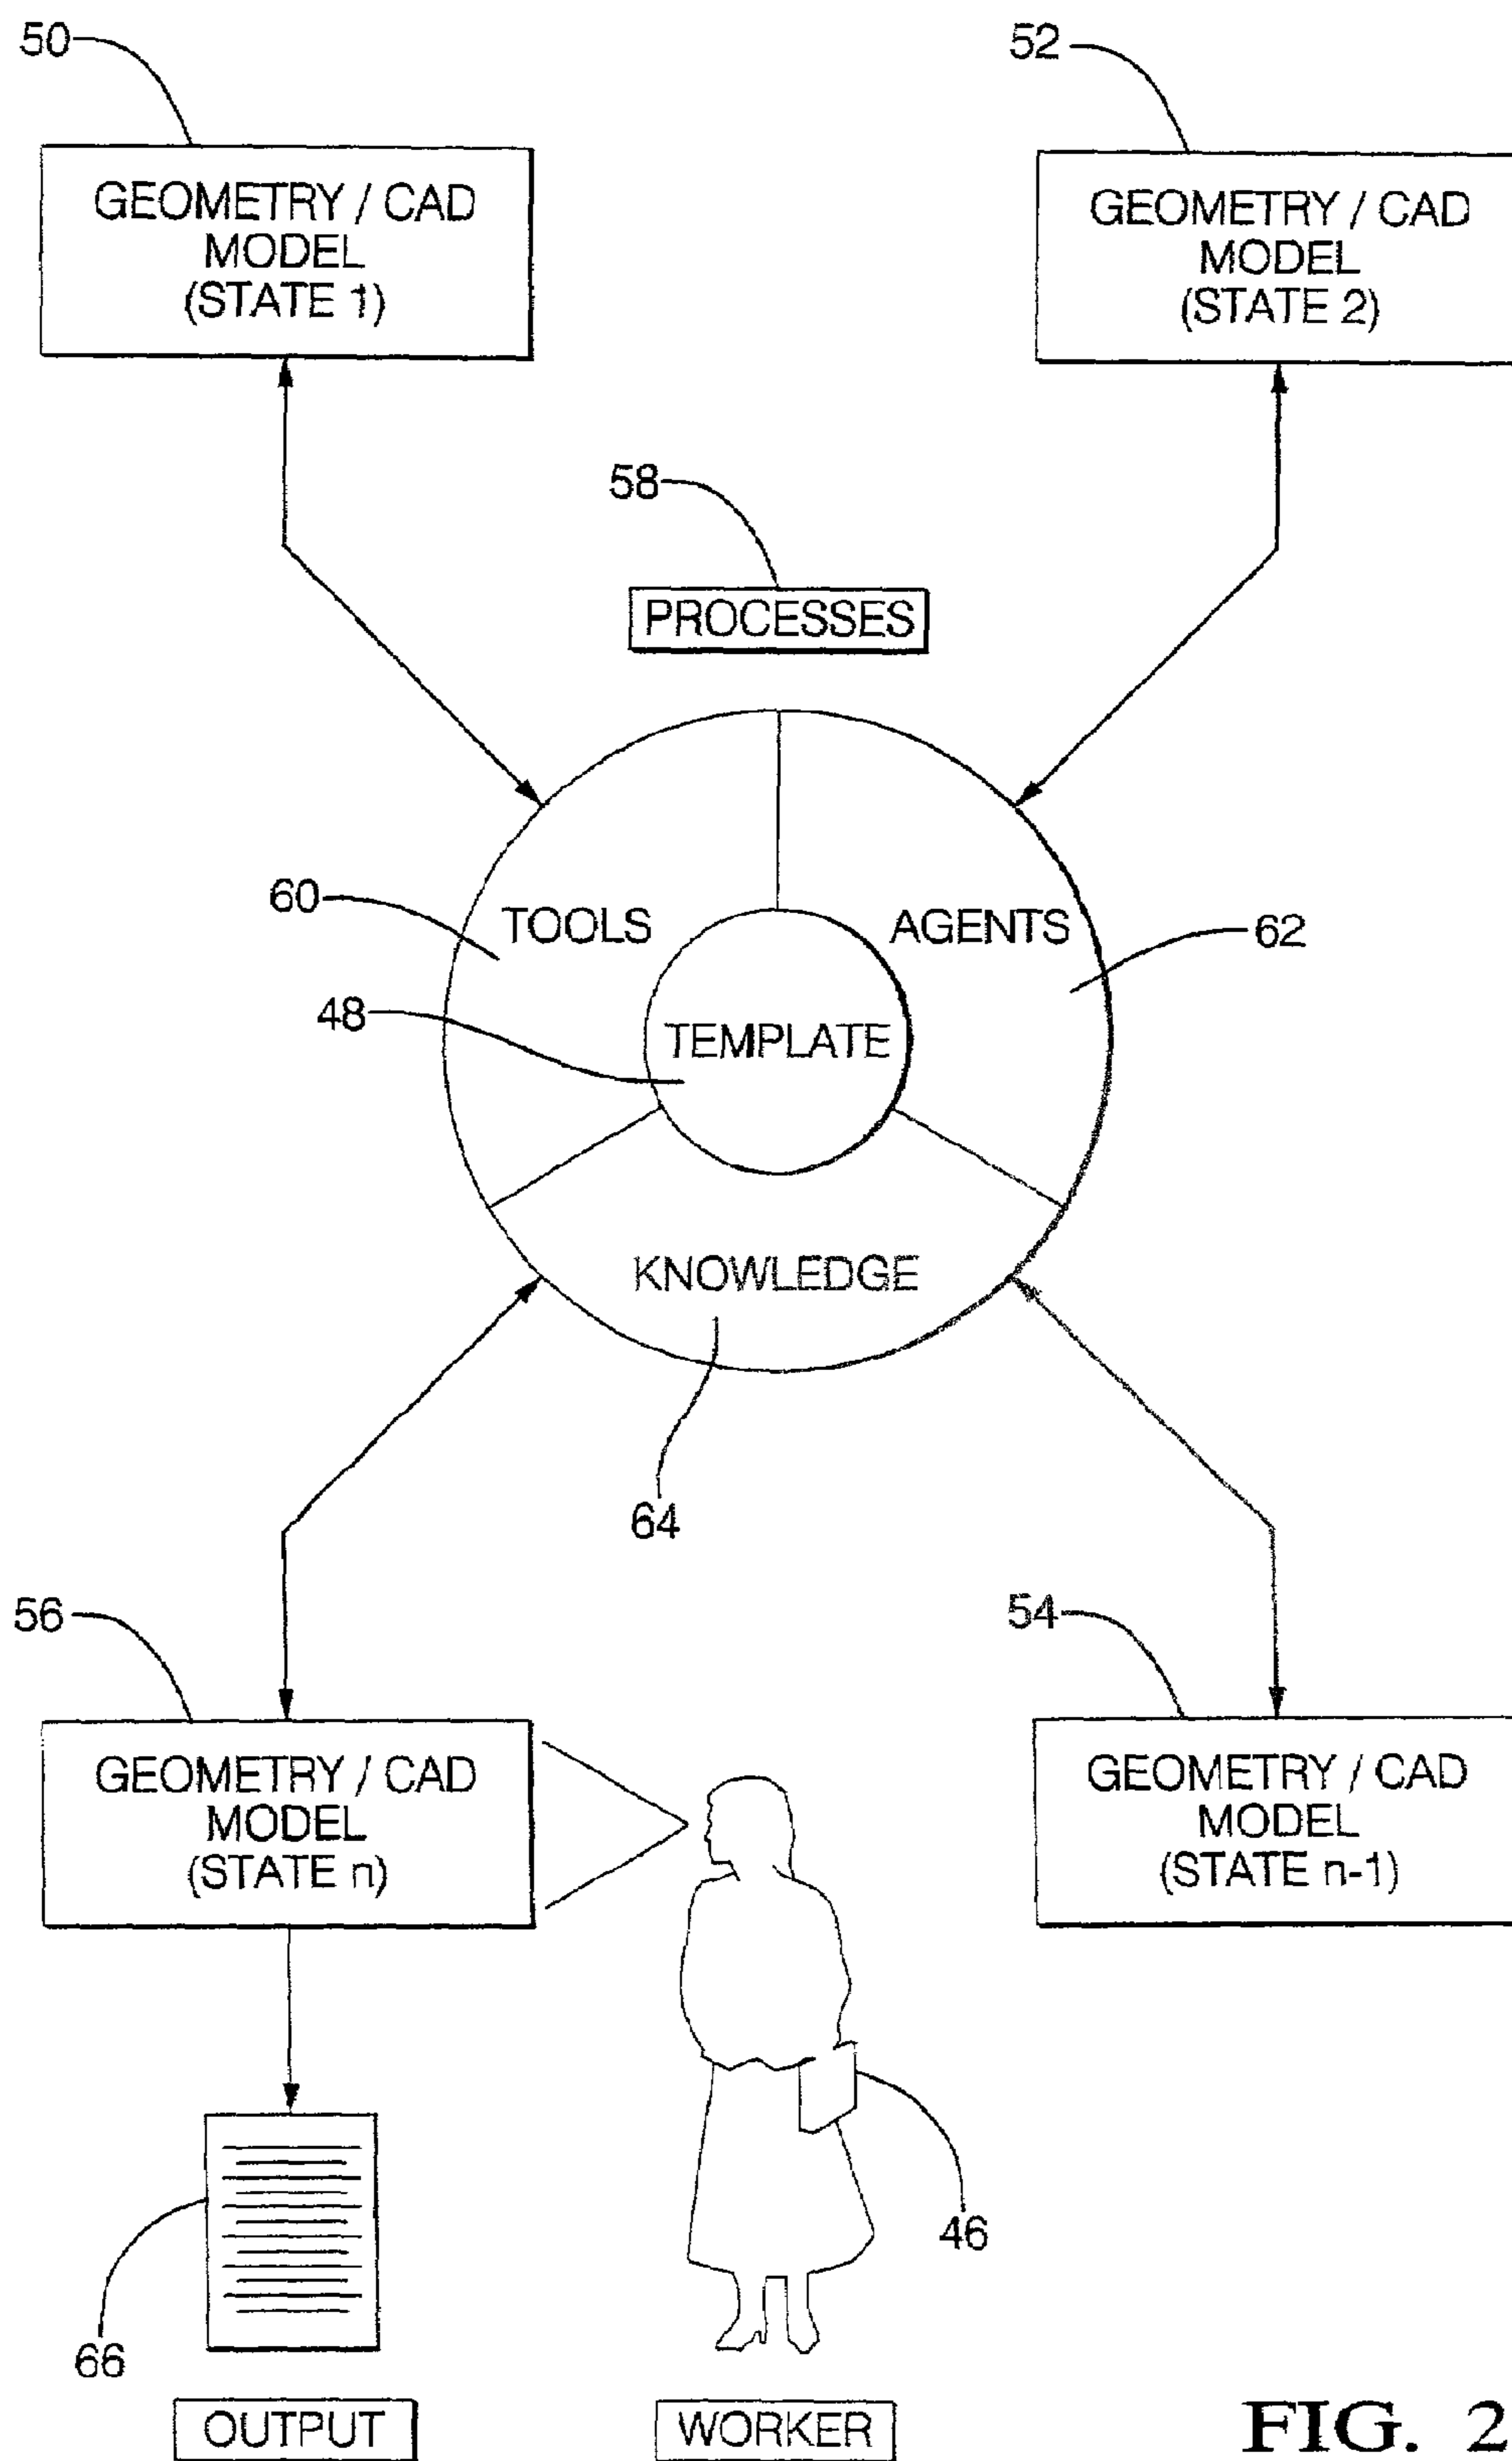 50
52
GEOMETRY / CAD
MODEL
(STATE 1)
GEOMETRY / CAD
MODEL
(STATE 2)
58
PROCESSES
60
TOOLS
AGENTS
62
48
TEMPLATE
KNOWLEDGE
64
56
54
GEOMETRY / CAD
MODEL
(STATE n)
GEOMETRY / CAD
MODEL
(STATE n-1)
46
66
OUTPUT
WORKER
FIG. 2